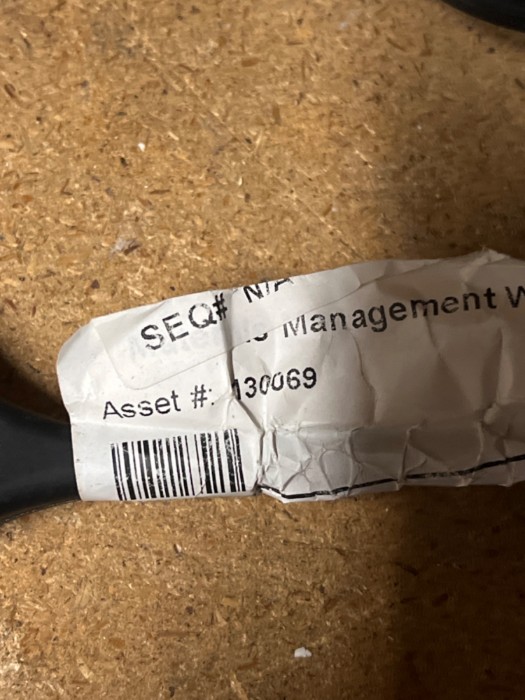 SEQ# N/A
Management
Asset #: 130069